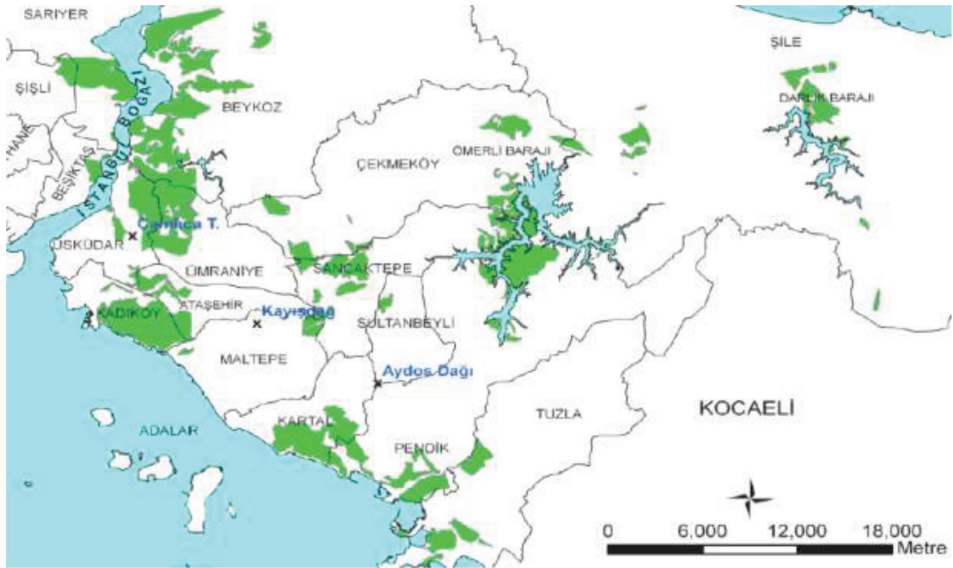 SARIYER
ŞİLE
ŞİŞLİ
İSTANBUL BOĞAZI
BEYKOZ
DARLIK BARAJI
HANE
BEŞİKTAŞ
ÇEKMEKÖY
ÖMERLİ BARAJI
Çamlıca T.
ÜSKÜDAR
ÜMRANİYE
SANCAKTEPE
ATAŞEHİR
KADIKÖY
Kayışdağ
SULTANBEYLİ
MALTEPE
Aydos Dağı
KARTAL
TUZLA
KOCAELİ
ADALAR
PENDİK
0 6,000 12,000 18,000
Metre